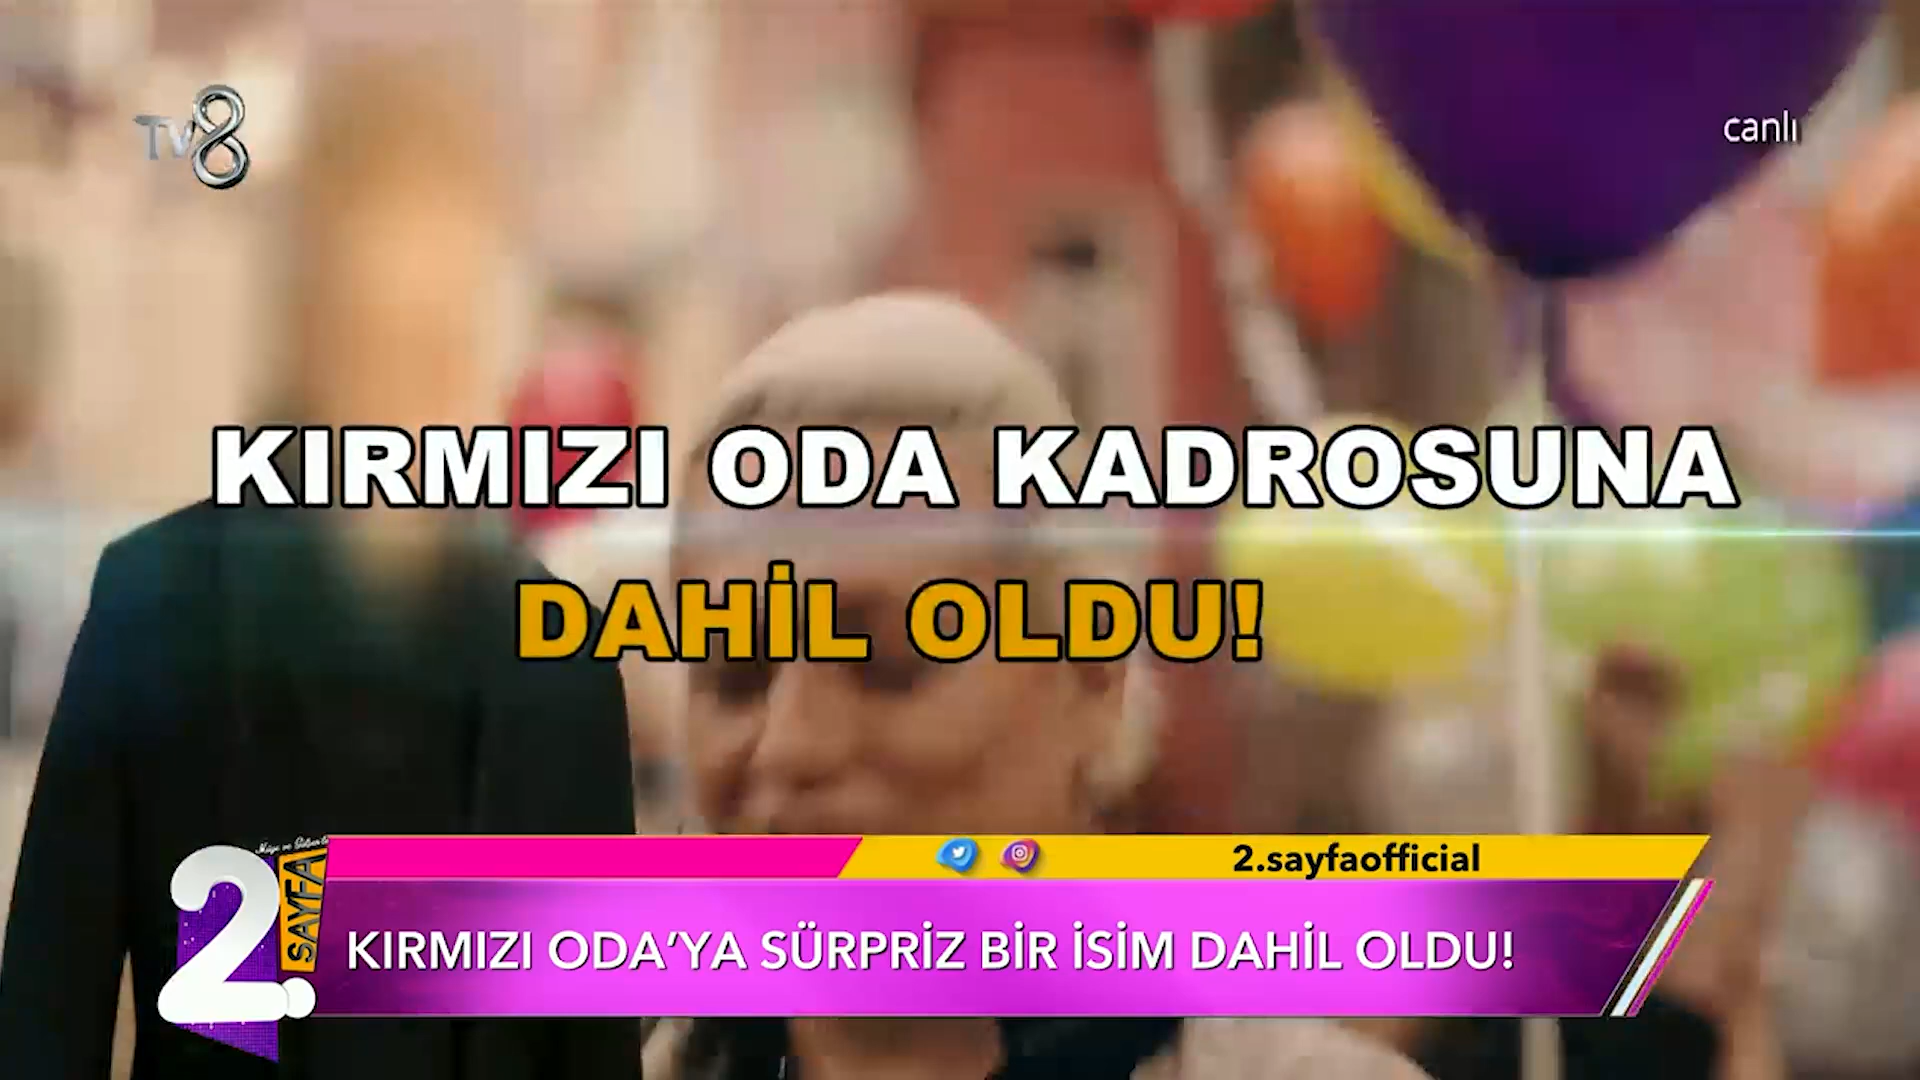 TV8
canlı
KIRMIZI ODA KADROSUNA
DAHİL OLDU!
2.sayfaofficial
2.
SAYFA
KIRMIZI ODA'YA SÜRPRİZ BİR İSİM DAHİL OLDU!